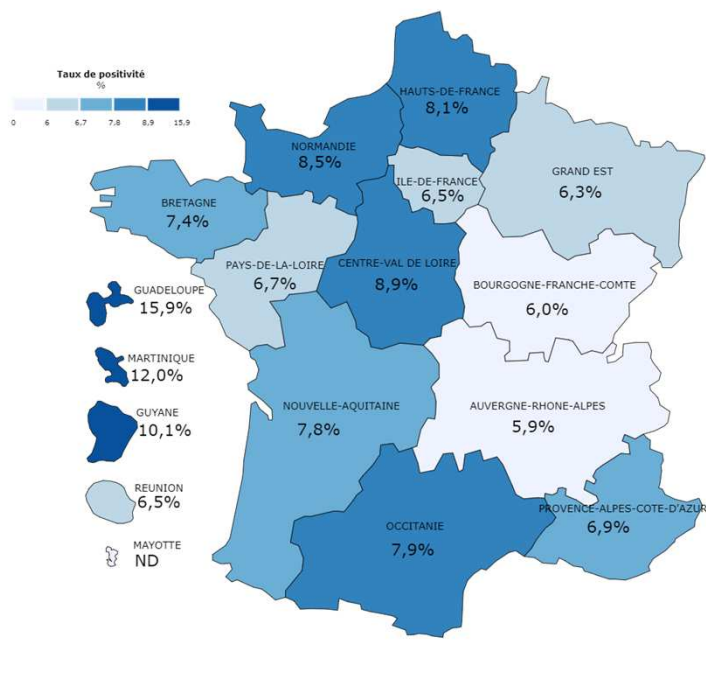 Taux de positivité
%
0 6 6,7 7,8 8,9 15,9
HAUTS-DE-FRANCE
8,1%
NORMANDIE
8,5%
ILE-DE-FRANCE
6,5%
GRAND EST
6,3%
BRETAGNE
7,4%
PAYS-DE-LA-LOIRE
6,7%
CENTRE-VAL DE LOIRE
8,9%
BOURGOGNE-FRANCHE-COMTE
6,0%
GUADELOUPE
15,9%
MARTINIQUE
12,0%
GUYANE
10,1%
NOUVELLE-AQUITAINE
7,8%
AUVERGNE-RHONE-ALPES
5,9%
REUNION
6,5%
OCCITANIE
7,9%
PROVENCE-ALPES-COTE-D'AZUR
6,9%
MAYOTTE
ND